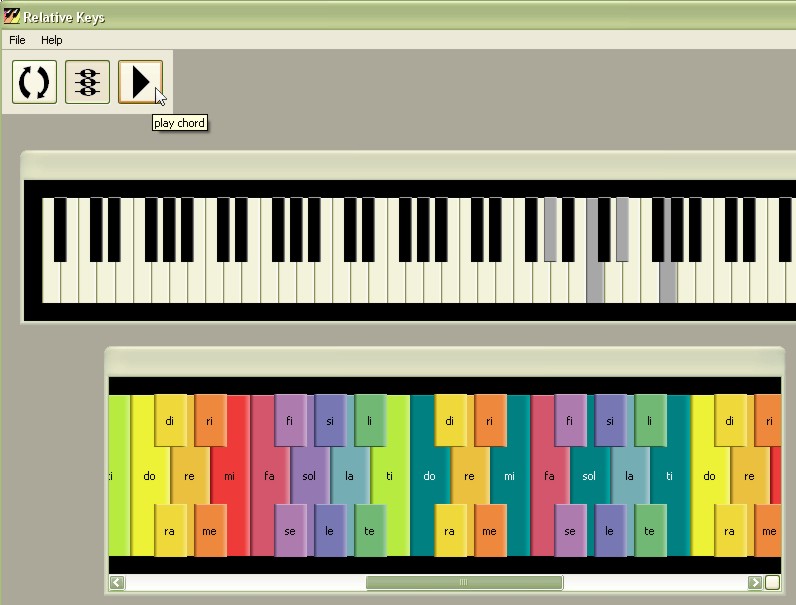 Relative Keys
File Help
play chord
di ri fi si li di ri fi si li di ri
ti do re mi fa sol la ti do re mi fa sol la ti do re
ra me se le te ra me se le te ra me